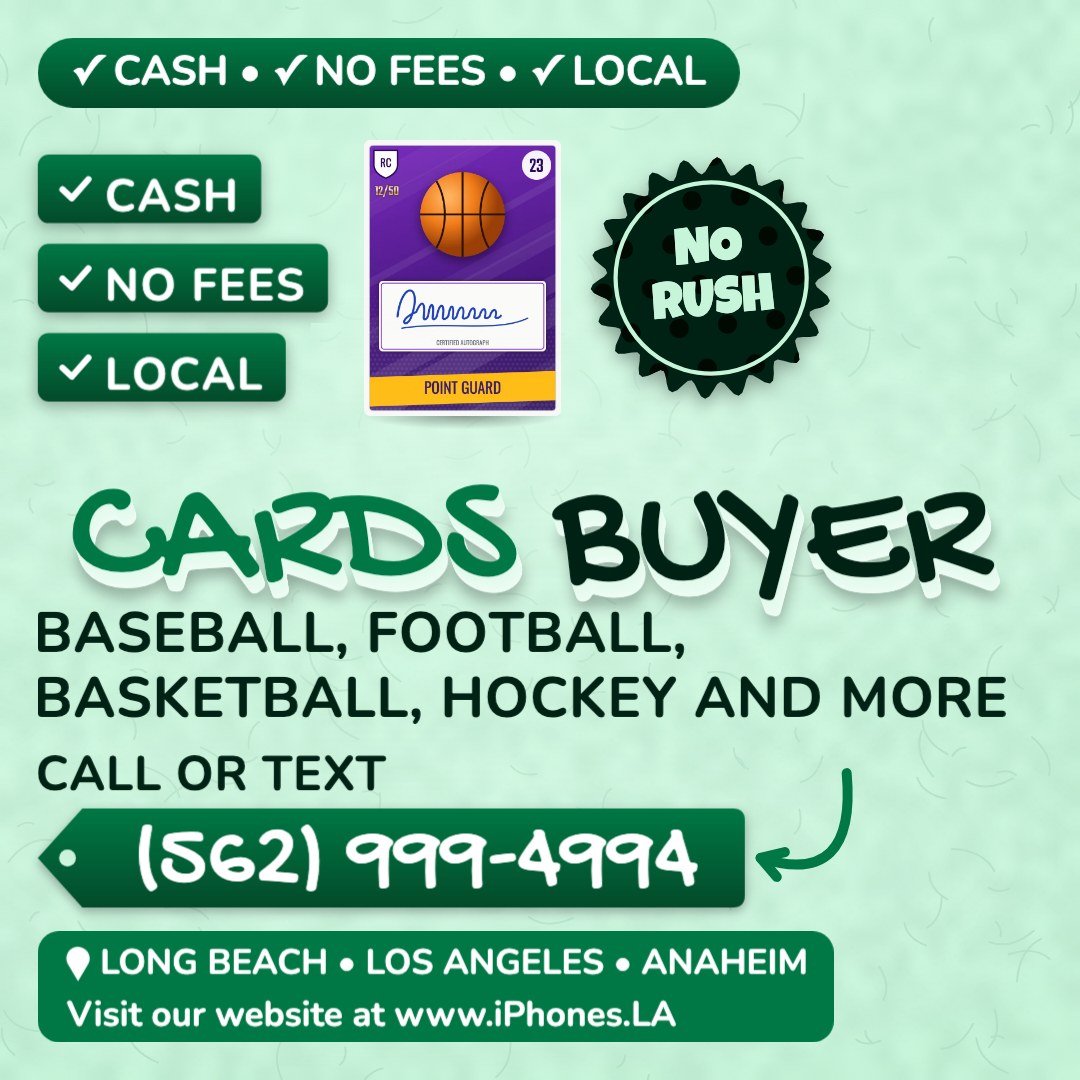 ✓ CASH • ✓ NO FEES • ✓ LOCAL
✓ CASH
✓ NO FEES
✓ LOCAL
RC
23
12/50
CERTIFIED AUTOGRAPH
POINT GUARD
NO
RUSH
CARDS BUYER
BASEBALL, FOOTBALL,
BASKETBALL, HOCKEY AND MORE
CALL OR TEXT
(562) 999-4994
LONG BEACH • LOS ANGELES • ANAHEIM
Visit our website at www.iPhones.LA